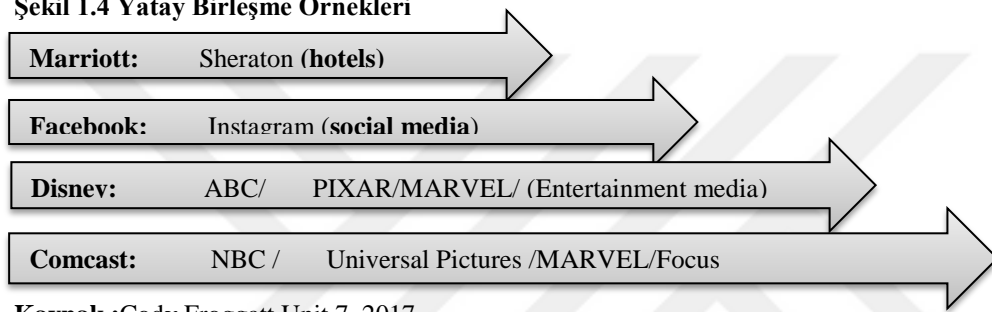 Şekil 1.4 Yatay Birleşme Örnekleri
Marriott: Sheraton (hotels)
Facebook: Instagram (social media)
Disney: ABC/ PIXAR/MARVEL/ (Entertainment media)
Comcast: NBC / Universal Pictures /MARVEL/Focus
Kaynak :Cody Froggatt Unit 7, 2017